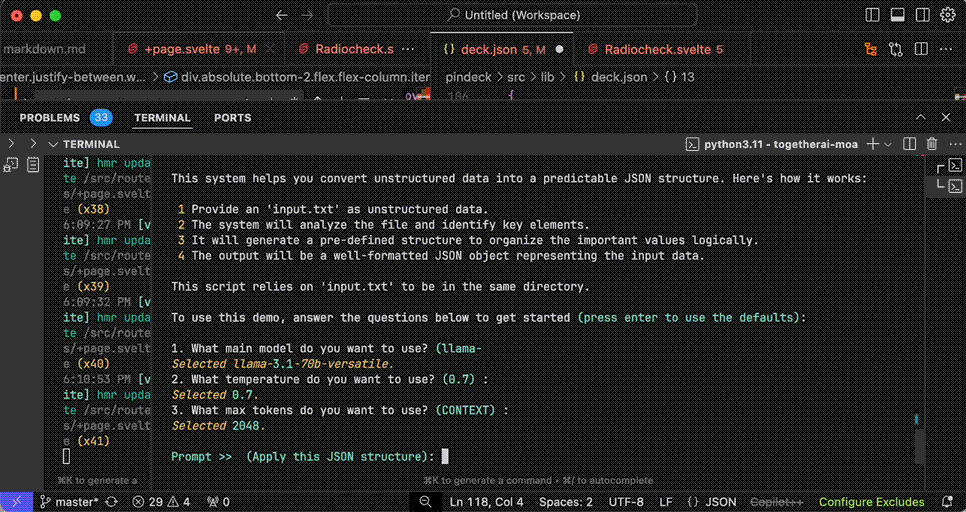 Untitled (Workspace)
markdown.md
+page.svelte 9+, M
Radiocheck.s ···
{ } deck.json 5, M
Radiocheck.svelte 5
enter.justify-between.w... > div.absolute.bottom-2.flex.flex-column.iter
pindeck > src > lib > { } deck.json > { } 13
106 {
PROBLEMS 33 TERMINAL PORTS
TERMINAL
python3.11 - togetherai-moa
ite] hmr upda
te /src/route
s/+page.svelt
e (x38)
6:09:27 PM [v
ite] hmr upda
te /src/route
s/+page.svelt
e (x39)
6:09:32 PM [v
ite] hmr upda
te /src/route
s/+page.svelt
e (x40)
6:10:53 PM [v
ite] hmr upda
te /src/route
s/+page.svelt
e (x41)
⌘K to generate a
This system helps you convert unstructured data into a predictable JSON structure. Here's how it works:
1 Provide an 'input.txt' as unstructured data.
2 The system will analyze the file and identify key elements.
3 It will generate a pre-defined structure to organize the important values logically.
4 The output will be a well-formatted JSON object representing the input data.
This script relies on 'input.txt' to be in the same directory.
To use this demo, answer the questions below to get started (press enter to use the defaults):
1. What main model do you want to use? (llama-
Selected llama-3.1-70b-versatile.
2. What temperature do you want to use? (0.7) :
Selected 0.7.
3. What max tokens do you want to use? (CONTEXT) :
Selected 2048.
Prompt >> (Apply this JSON structure):
⌘K to generate a command • ⌘/ to autocomplete
master* 29 4 0
Ln 118, Col 4 Spaces: 2 UTF-8 LF { } JSON Copilot++ Configure Excludes